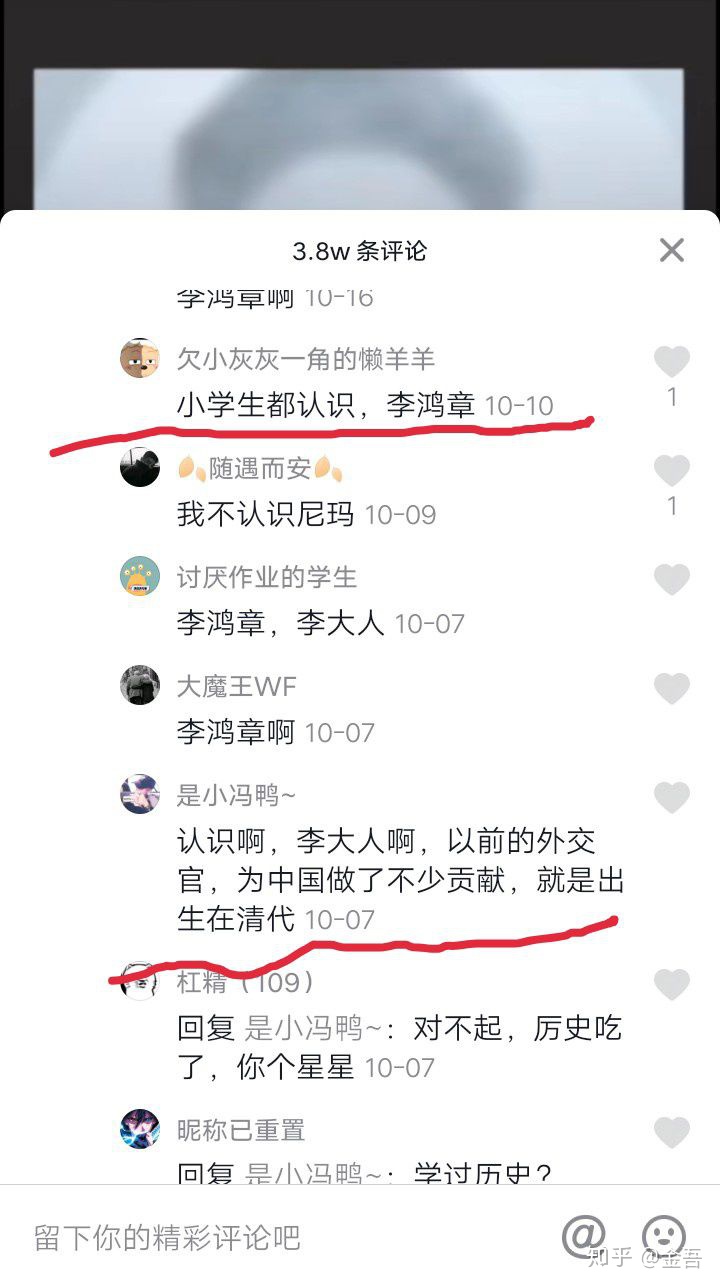 3.8w 条评论
李鸿章啊 10-16
欠小灰灰一角的懒羊羊
小学生都认识，李鸿章 10-10
1
随遇而安
我不认识尼玛 10-09
1
讨厌作业的学生
李鸿章，李大人 10-07
大魔王WF
李鸿章啊 10-07
是小冯鸭~
认识啊，李大人啊，以前的外交
官，为中国做了不少贡献，就是出
生在清代 10-07
杠精（109）
回复 是小冯鸭~：对不起，厉史吃
了，你个星星 10-07
昵称已重置
回复 是小冯鸭~：学过历史？
留下你的精彩评论吧
@
知乎 @金吾